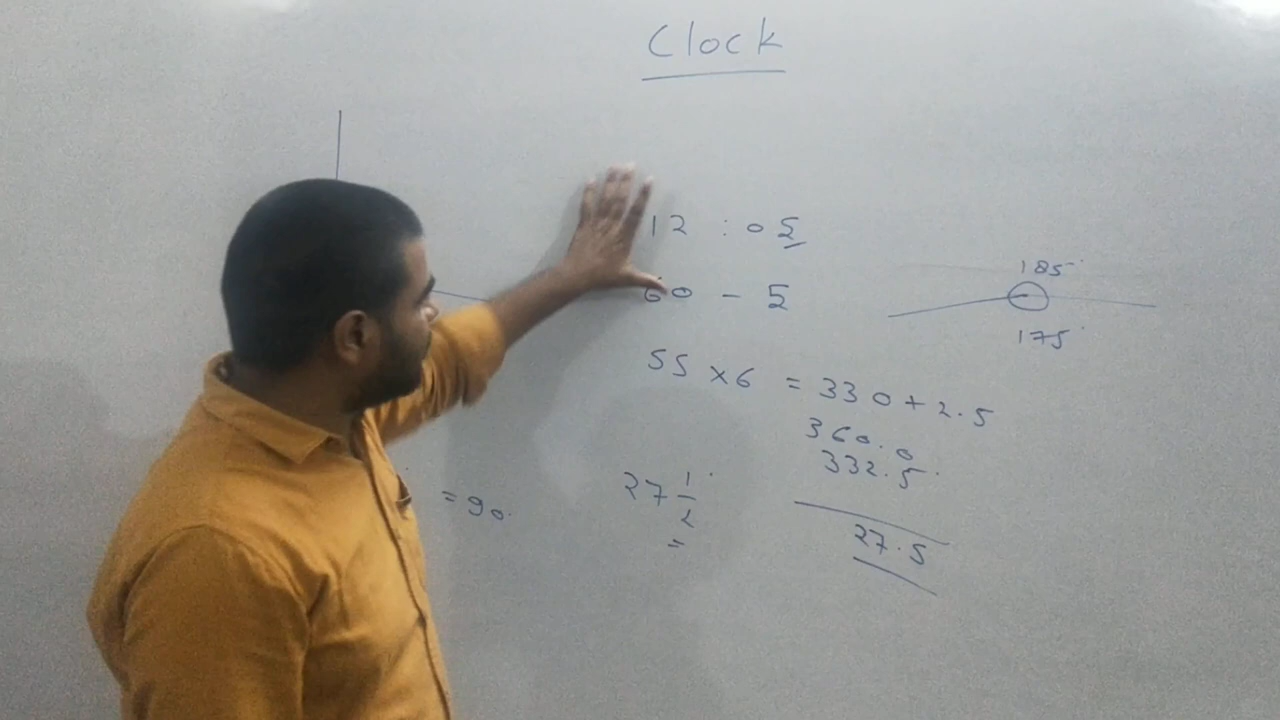 Clock
12 : 05
60 - 5
55 x 6 = 330 + 2.5
360.0
332.5
27.5
27 1/2
=
= 90
185
175